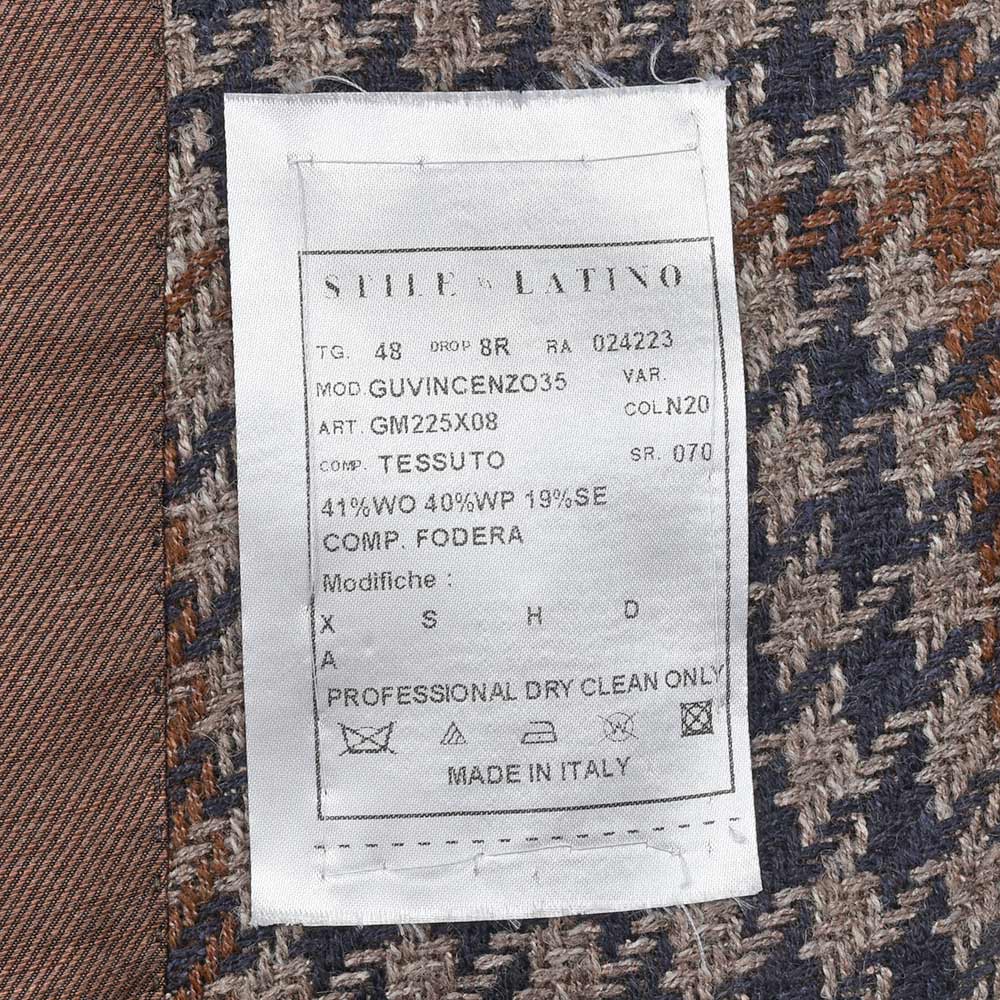 STILE LATINO
TG. 48 DROP 8R RA 024223
MOD. GUVINCENZO35 VAR.
ART. GM225X08 COL N20
COMP. TESSUTO SR. 070
41%WO 40%WP 19%SE
COMP. FODERA
Modifiche :
X S H D
A
PROFESSIONAL DRY CLEAN ONLY
W
MADE IN ITALY